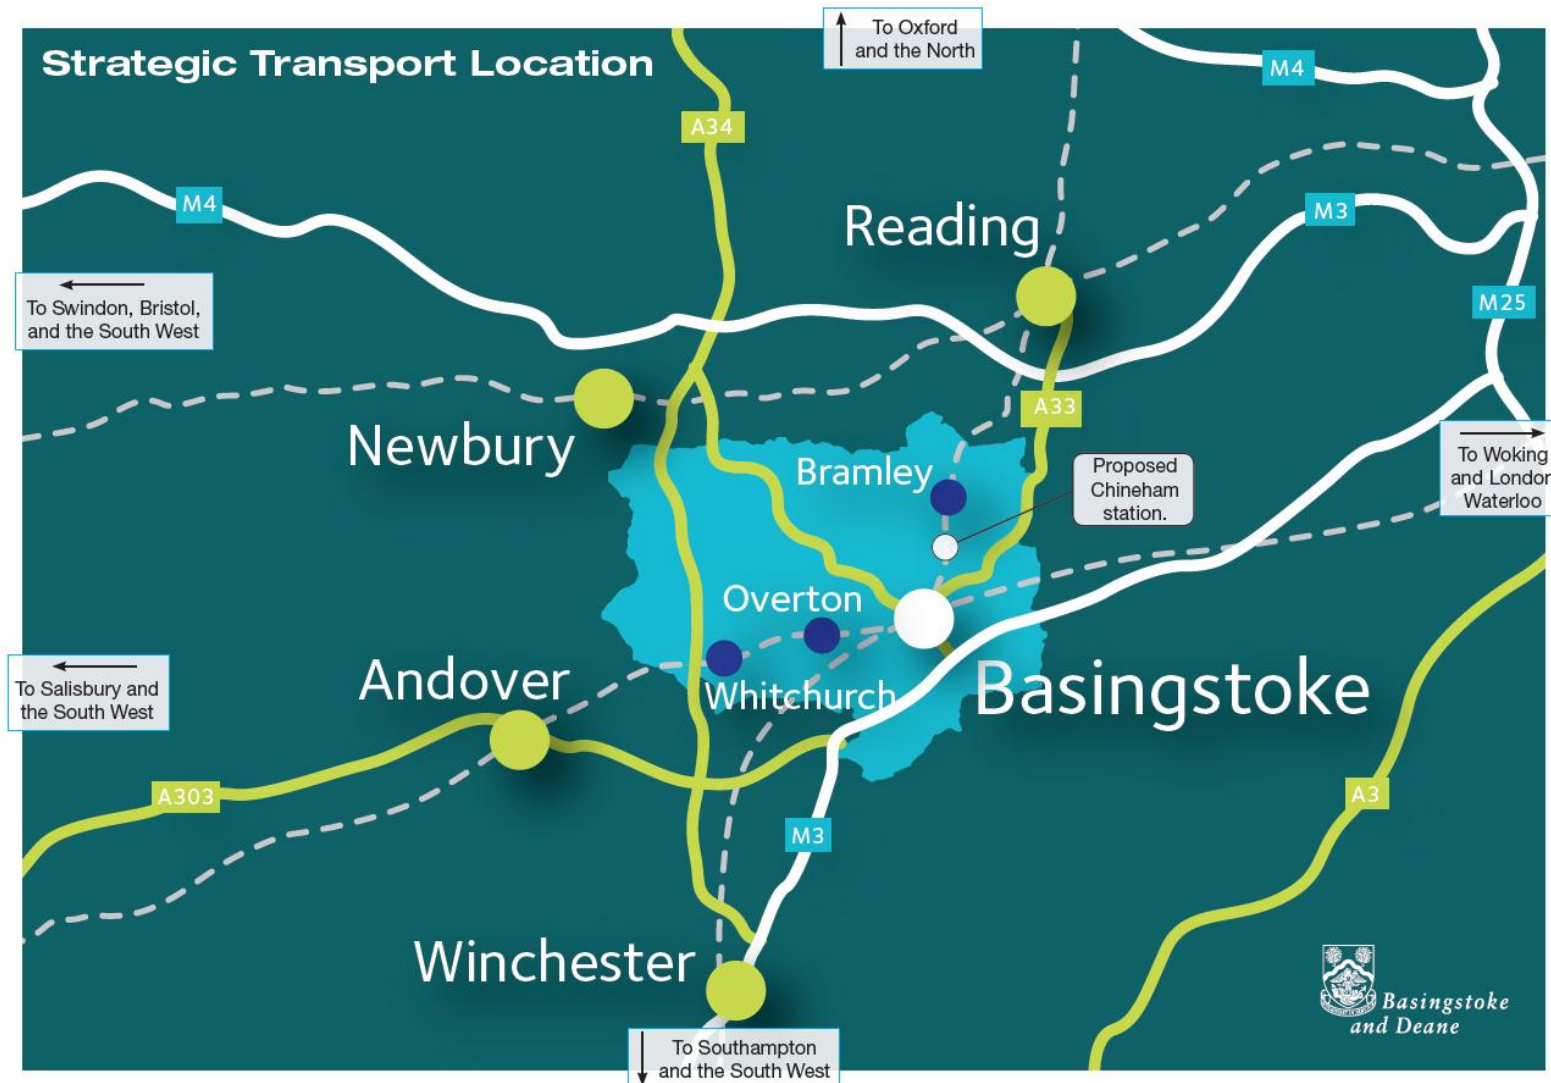 Strategic Transport Location
To Oxford
and the North
M4
A34
M4
Reading
M3
To Swindon, Bristol,
and the South West
M25
Newbury
A33
Bramley
Proposed
Chineham
station.
To Woking
and London
Waterloo
Overton
Andover
Whitchurch
Basingstoke
To Salisbury and
the South West
A303
A3
M3
Winchester
Basingstoke
and Deane
To Southampton
and the South West